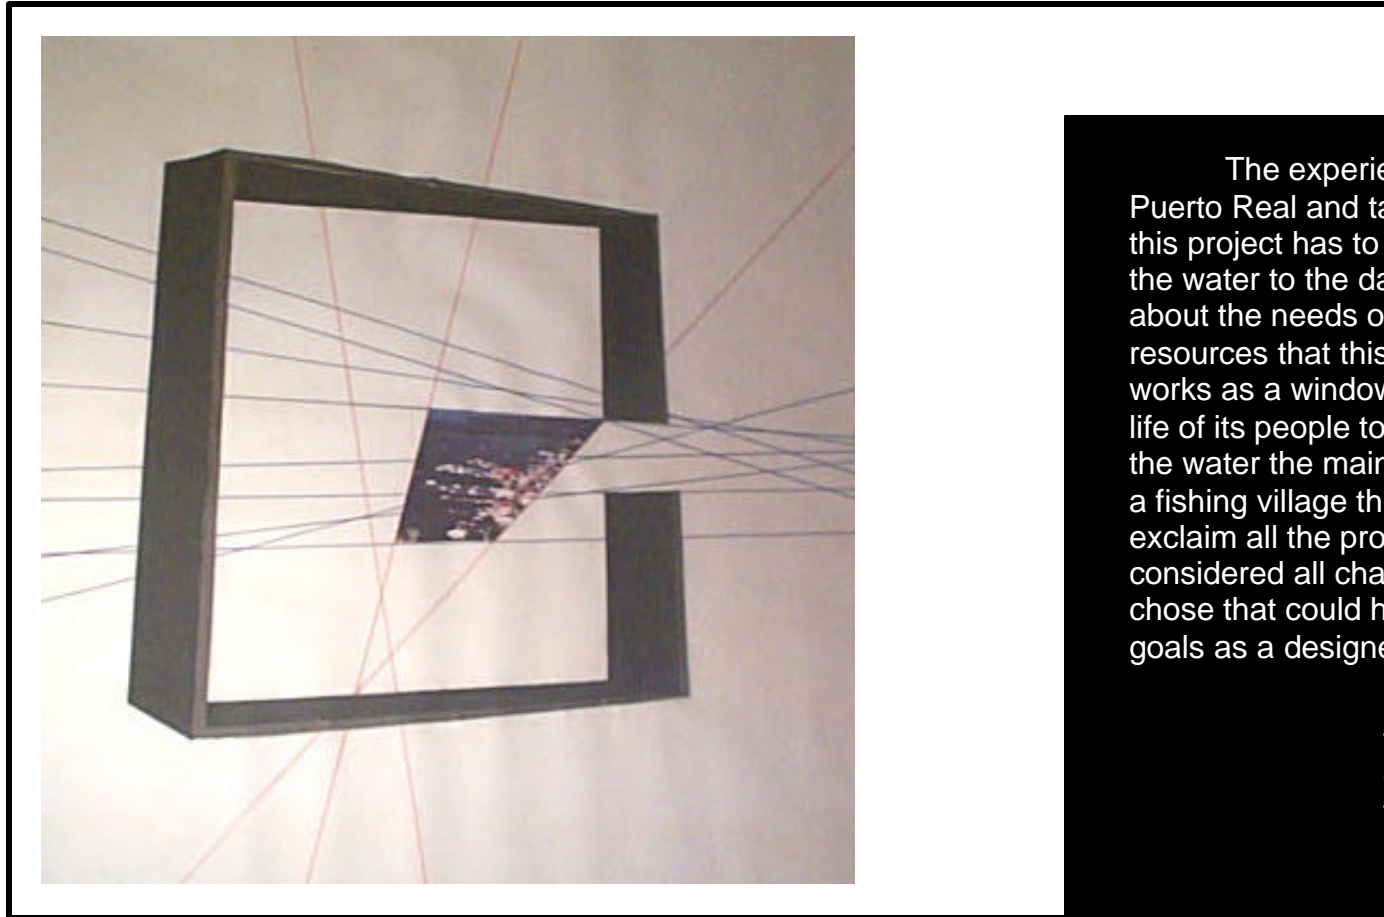 The experie
Puerto Real and ta
this project has to
the water to the da
about the needs o
resources that this
works as a window
life of its people to
the water the main
a fishing village th
exclaim all the pro
considered all cha
chose that could h
goals as a designe